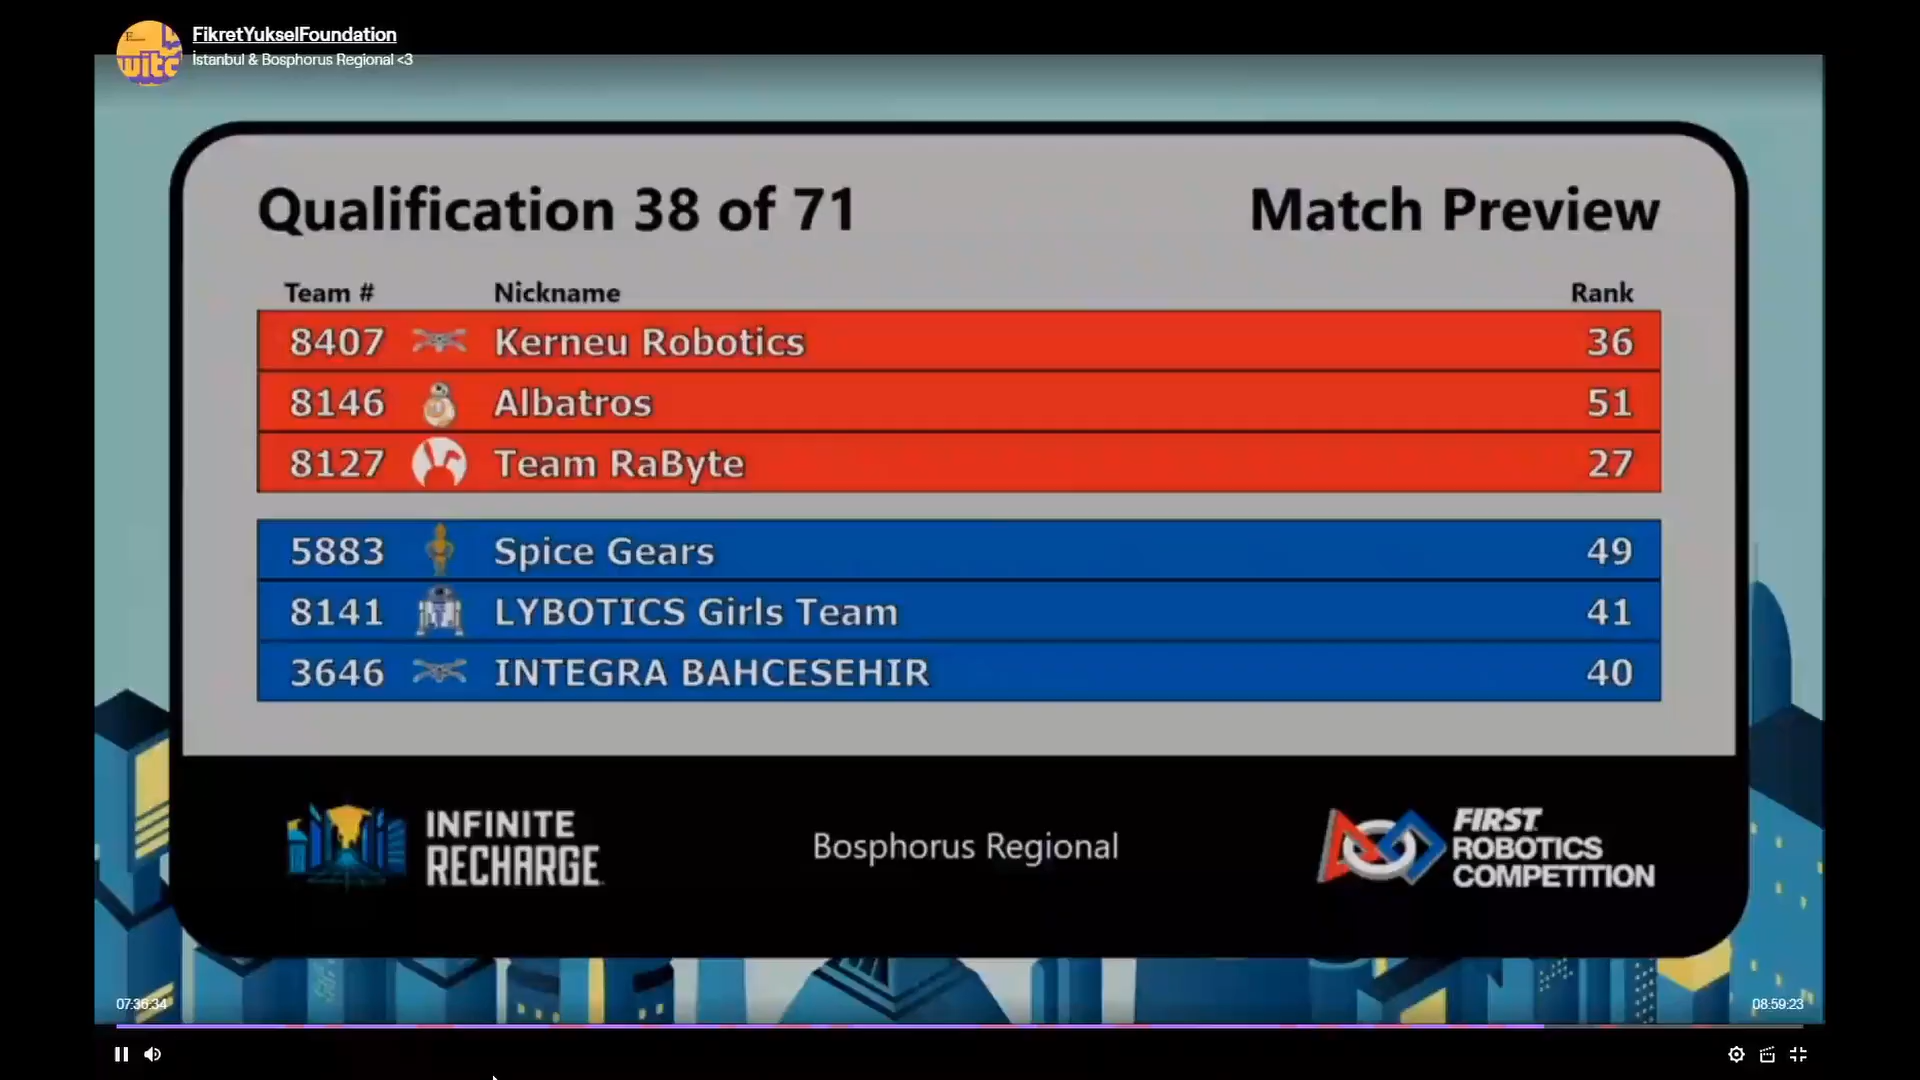 FikretYukselFoundation
İstanbul & Bosphorus Regional <3
Qualification 38 of 71 Match Preview
Team # Nickname Rank
8407 Kerneu Robotics 36
8146 Albatros 51
8127 Team RaByte 27
5883 Spice Gears 49
8141 LYBOTICS Girls Team 41
3646 INTEGRA BAHCESEHIR 40
INFINITE
RECHARGE
Bosphorus Regional
FIRST
ROBOTICS
COMPETITION
07:36:34 08:59:23